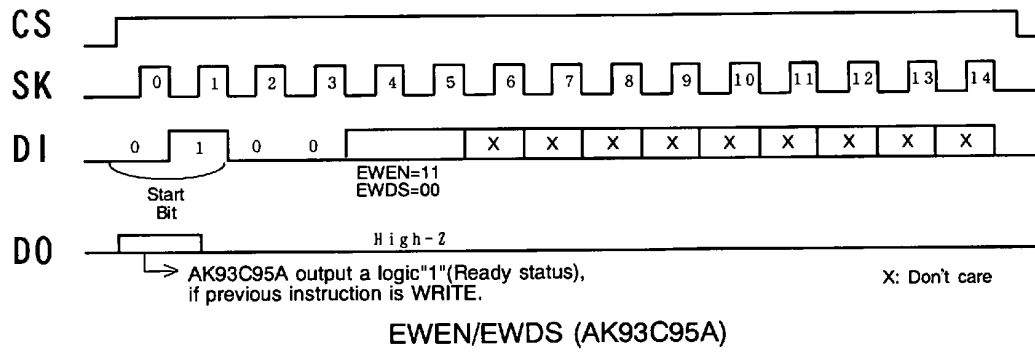 CS
SK 0 1 2 3 4 5 6 7 8 9 10 11 12 13 14
DI 0 1 0 0 X X X X X X X X X
EWEN=11
EWDS=00
Start
Bit
DO High-Z
AK93C95A output a logic"1"(Ready status),
if previous instruction is WRITE.
X: Don't care
EWEN/EWDS (AK93C95A)